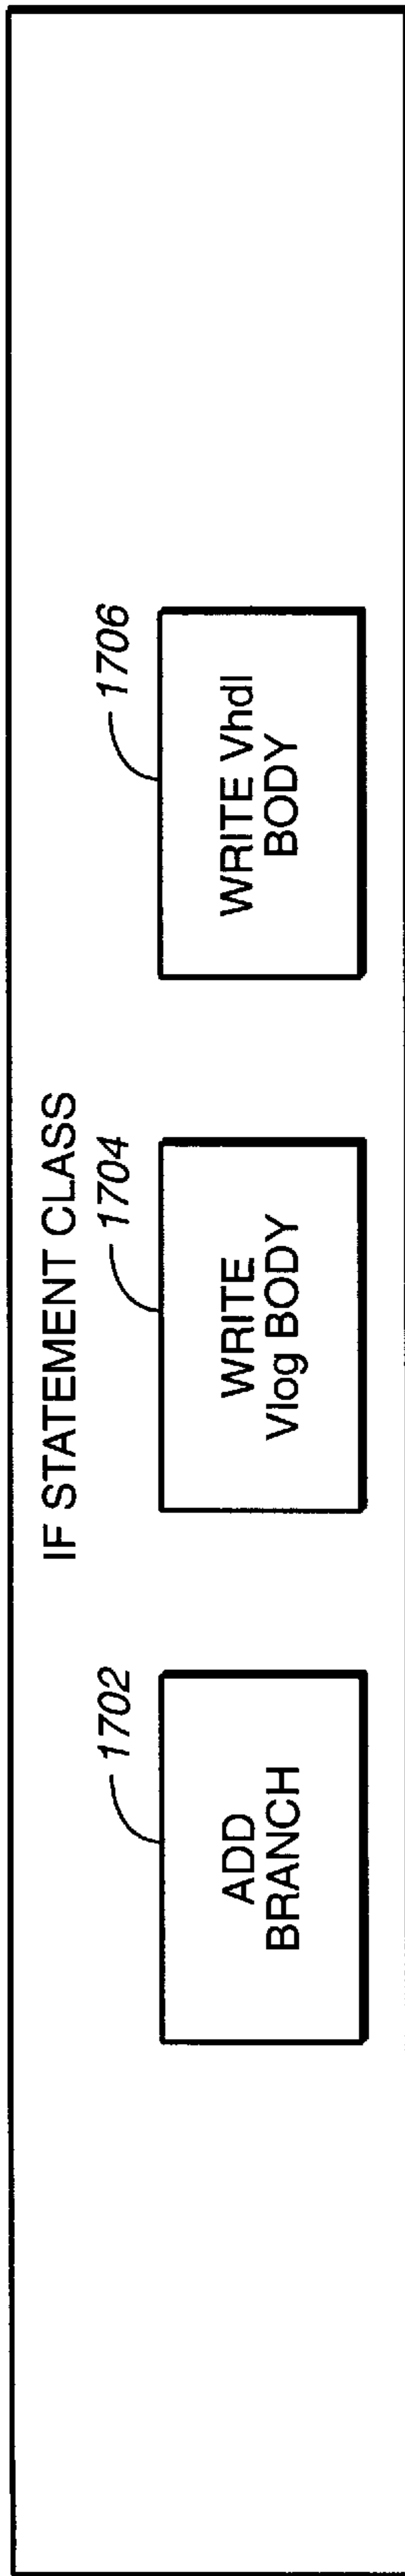 IF STATEMENT CLASS
1702
ADD
BRANCH
1704
WRITE
Vlog BODY
1706
WRITE Vhdl
BODY